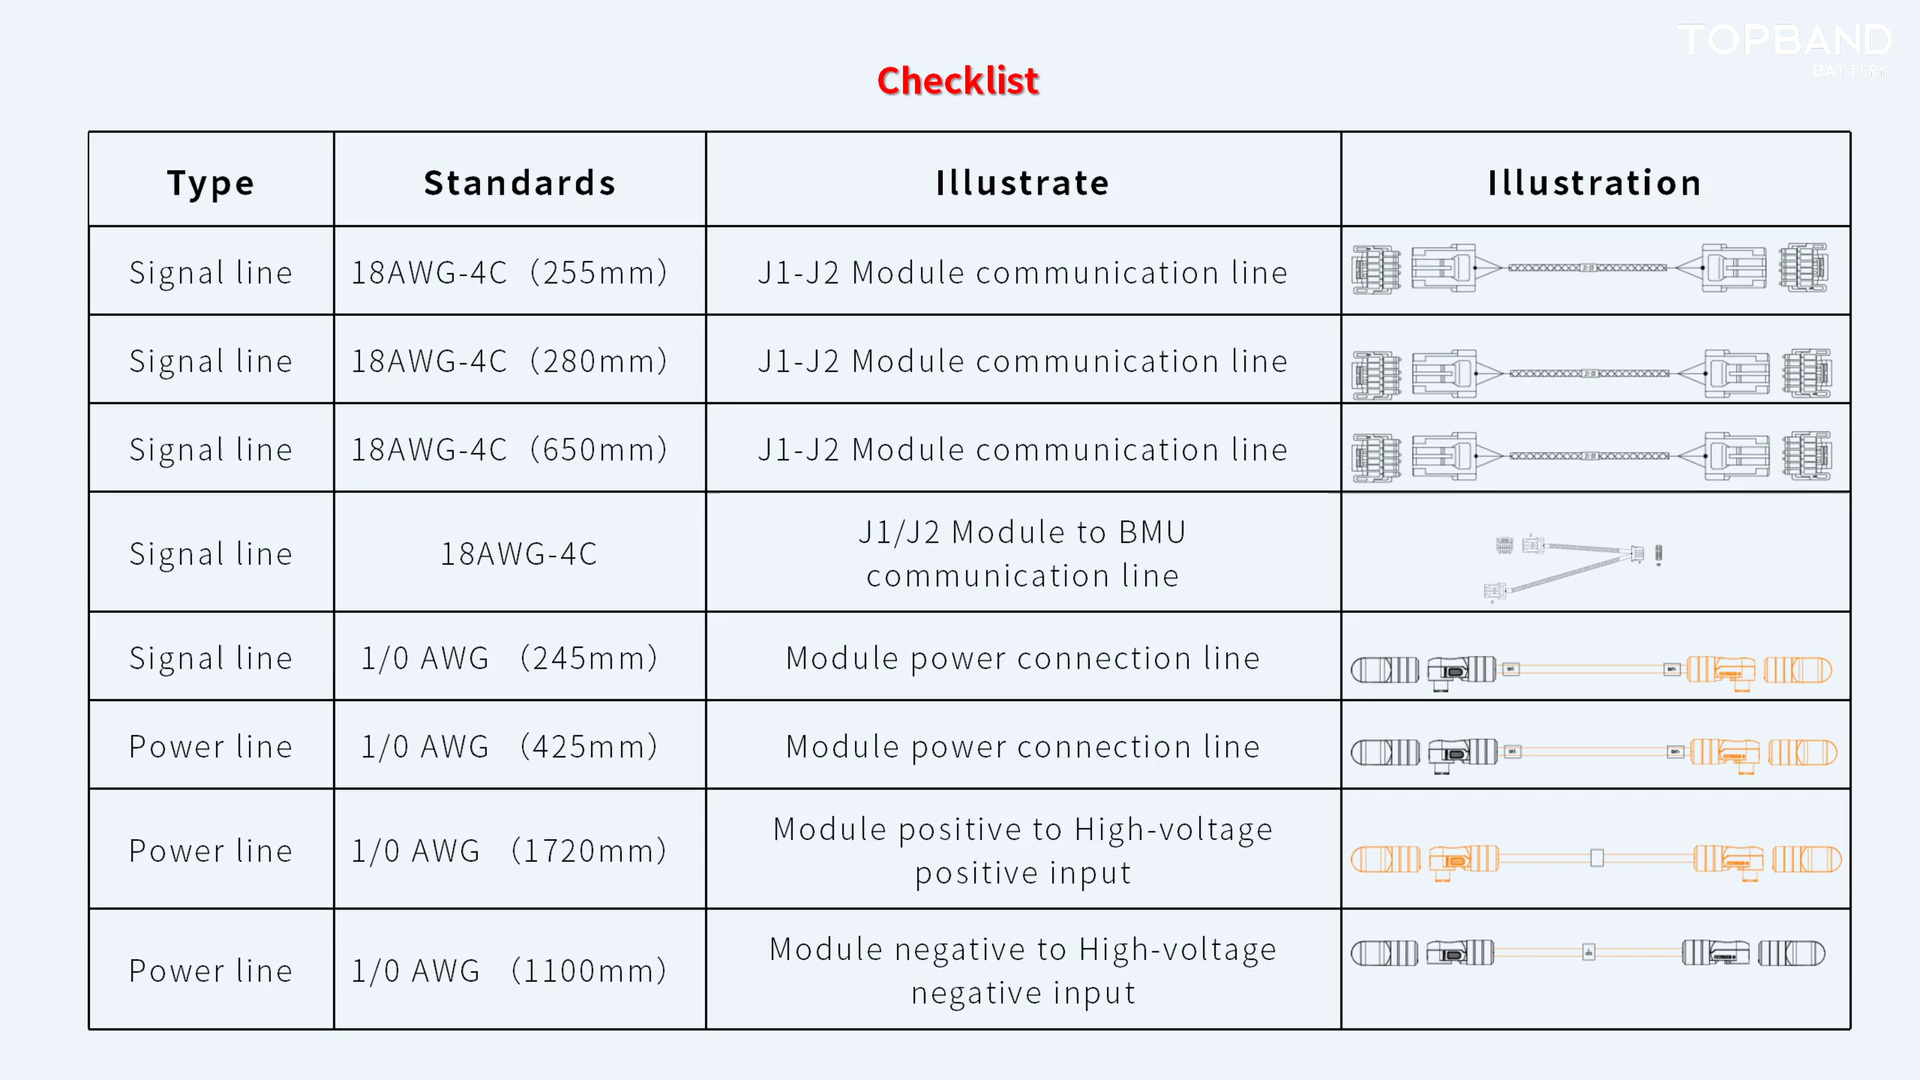 TOPBAND
BATTERY
Checklist
Type Standards Illustrate Illustration
Signal line 18AWG-4C（255mm） J1-J2 Module communication line
Signal line 18AWG-4C（280mm） J1-J2 Module communication line
Signal line 18AWG-4C（650mm） J1-J2 Module communication line
Signal line 18AWG-4C J1/J2 Module to BMU
communication line
Signal line 1/0 AWG （245mm） Module power connection line
Power line 1/0 AWG （425mm） Module power connection line
Power line 1/0 AWG （1720mm） Module positive to High-voltage
positive input
Power line 1/0 AWG （1100mm） Module negative to High-voltage
negative input